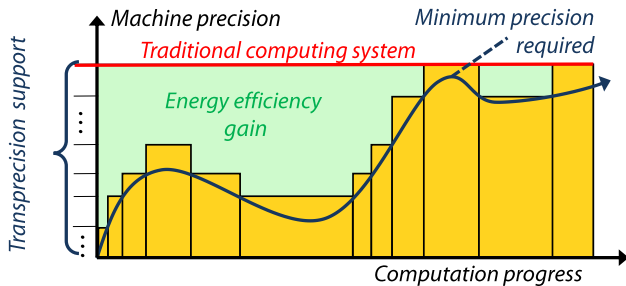 Machine precision
Minimum precision
required
Traditional computing system
Transprecision support
Energy efficiency
gain
Computation progress